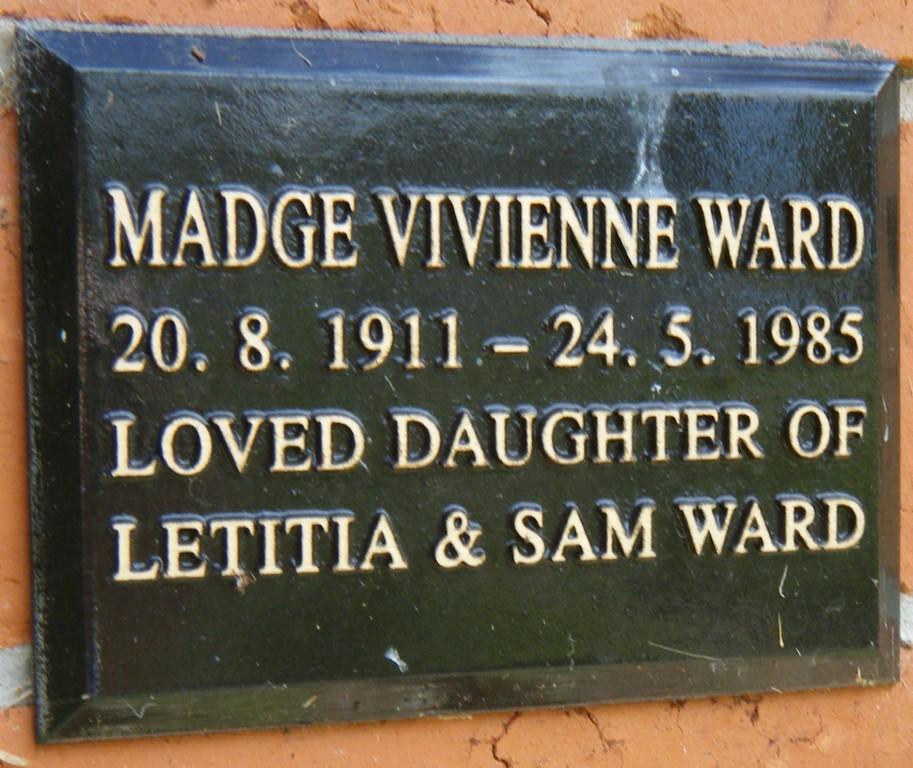 MADGE VIVIENNE WARD
20. 8. 1911 – 24. 5. 1985
LOVED DAUGHTER OF
LETITIA & SAM WARD